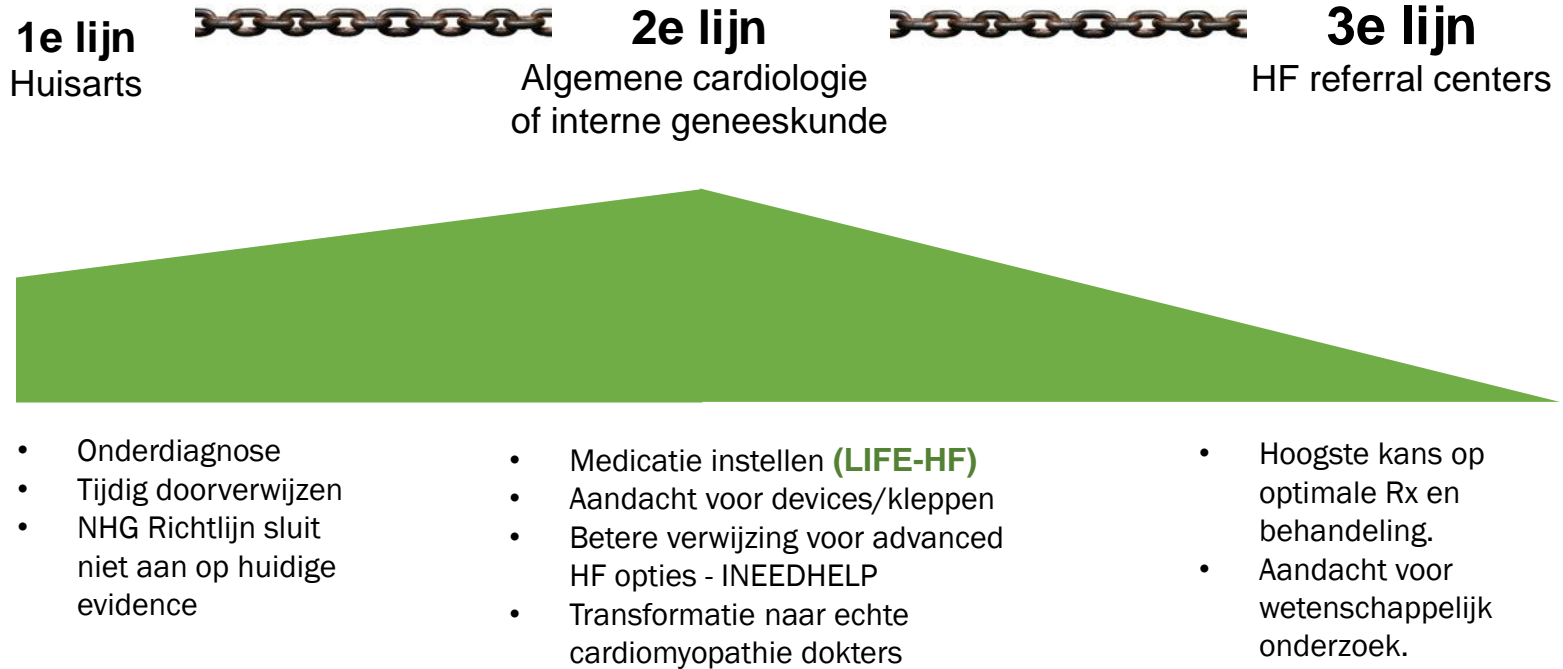 1e lijn
Huisarts
2e lijn
Algemene cardiologie
of interne geneeskunde
3e lijn
HF referral centers
• Onderdiagnose
• Tijdig doorverwijzen
• NHG Richtlijn sluit
niet aan op huidige
evidence
• Medicatie instellen (LIFE-HF)
• Aandacht voor devices/kleppen
• Betere verwijzing voor advanced
HF opties - INEEDHELP
• Transformatie naar echte
cardiomyopathie dokters
• Hoogste kans op
optimale Rx en
behandeling.
• Aandacht voor
wetenschappelijk
onderzoek.